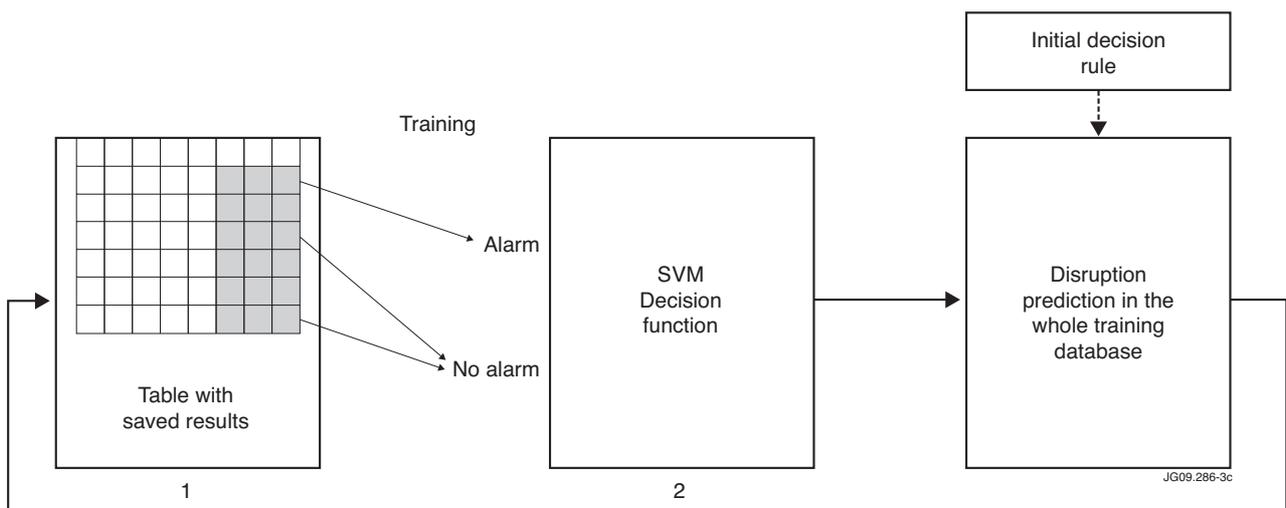 Initial decision
rule
Training
Alarm
No alarm
Table with
saved results
1
SVM
Decision
function
2
Disruption
prediction in the
whole training
database
JG09.286-3c